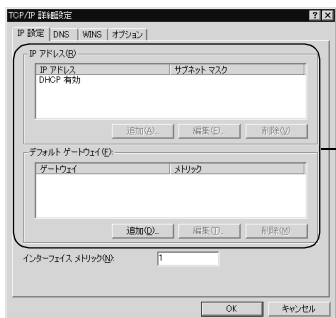 TCP/IP 詳細設定
IP 設定 DNS WINS オプション
IP アドレス(R)
IP アドレス サブネット マスク
DHCP 有効
追加(A)... 編集(E)... 削除(V)
デフォルト ゲートウェイ(F):
ゲートウェイ メトリック
追加(D)... 編集(T)... 削除(M)
インターフェイス メトリック(N): 1
OK キャンセル